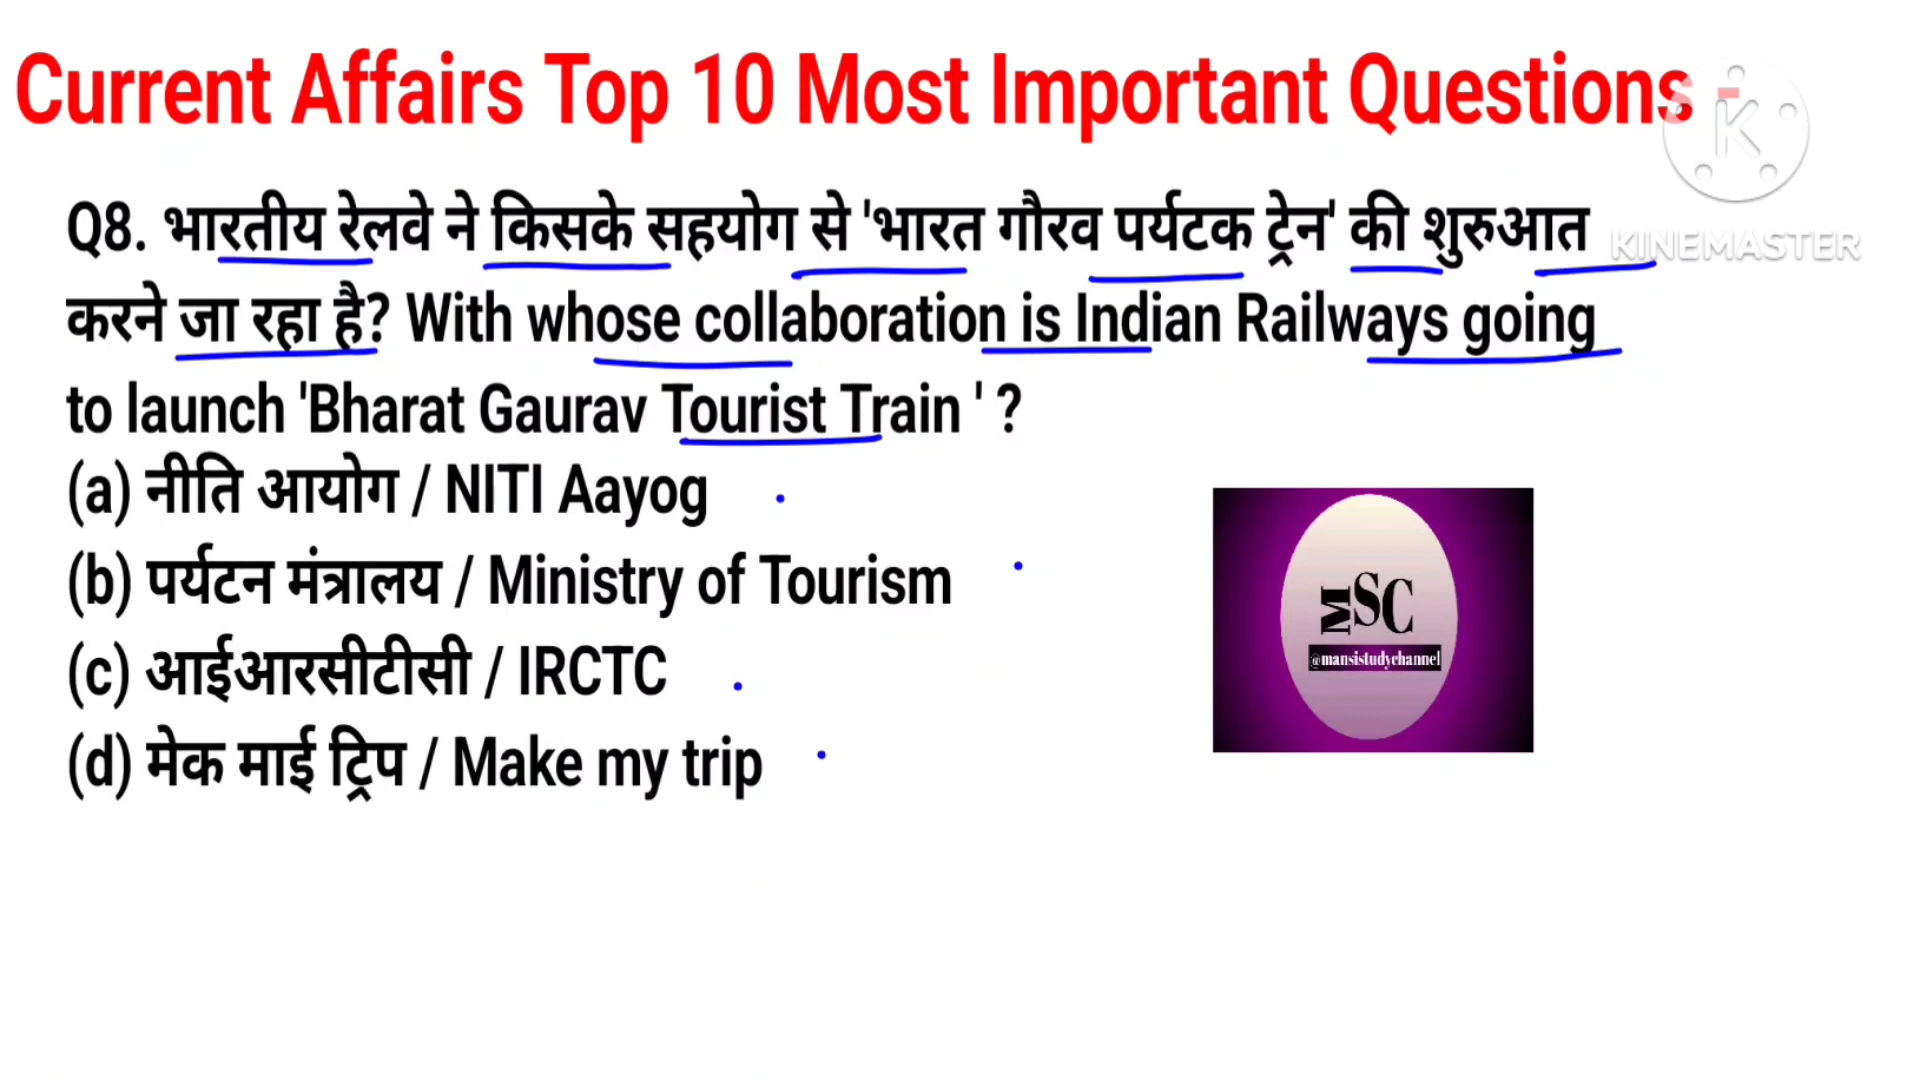 Current Affairs Top 10 Most Important Questions
Q8. भारतीय रेलवे ने किसके सहयोग से 'भारत गौरव पर्यटक ट्रेन' की शुरुआत
करने जा रहा है? With whose collaboration is Indian Railways going
to launch 'Bharat Gaurav Tourist Train ' ?
(a) नीति आयोग / NITI Aayog
(b) पर्यटन मंत्रालय / Ministry of Tourism
(c) आईआरसीटीसी / IRCTC
(d) मेक माई ट्रिप / Make my trip
K
KINEMASTER
MSC
@mansistudychannel